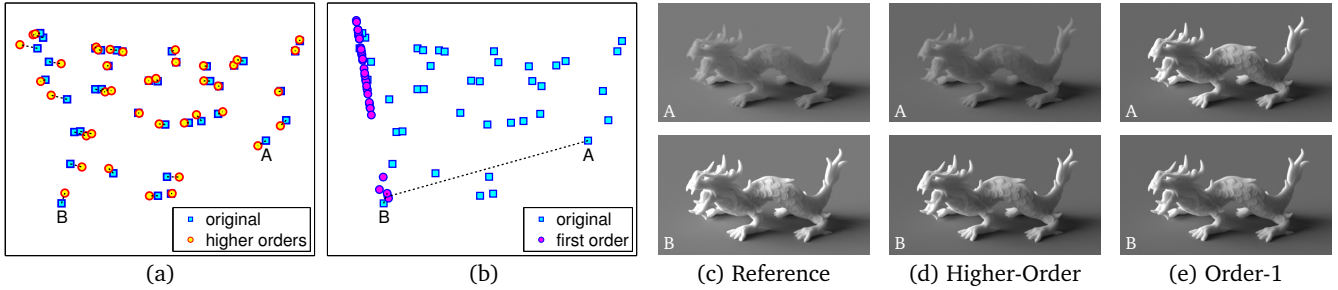 A
B
original
higher orders
(a)
A
B
original
first order
(b)
A
B
(c) Reference
A
B
(d) Higher-Order
A
B
(e) Order-1